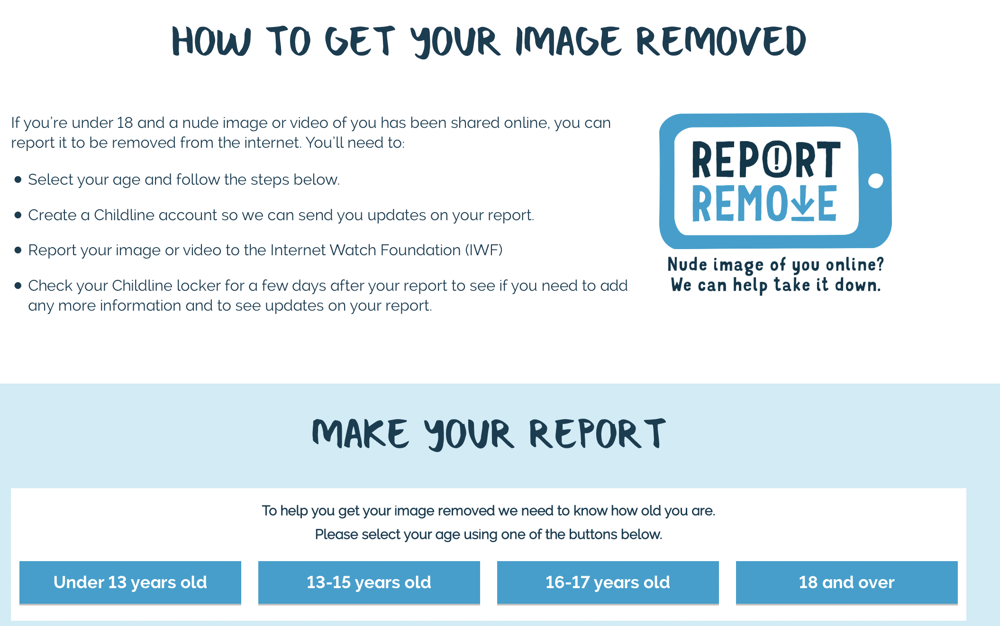 HOW TO GET YOUR IMAGE REMOVED
If you're under 18 and a nude image or video of you has been shared online, you can
report it to be removed from the internet. You'll need to:
• Select your age and follow the steps below.
• Create a Childline account so we can send you updates on your report.
• Report your image or video to the Internet Watch Foundation (IWF)
• Check your Childline locker for a few days after your report to see if you need to add
any more information and to see updates on your report.
REPORT
REMOVE
Nude image of you online?
We can help take it down.
MAKE YOUR REPORT
To help you get your image removed we need to know how old you are.
Please select your age using one of the buttons below.
Under 13 years old
13-15 years old
16-17 years old
18 and over